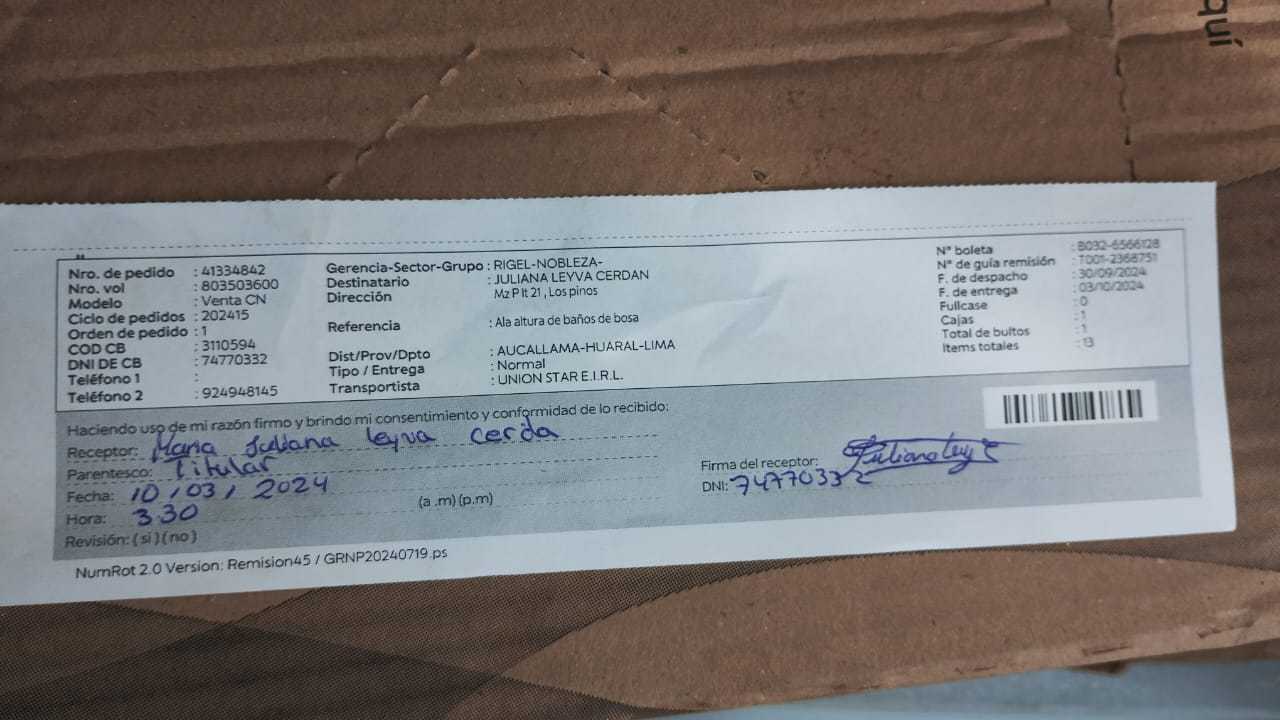 quí
Nro. de pedido : 41334842
Nro. vol : 803503600
Modelo : Venta CN
Ciclo de pedidos : 202415
Orden de pedido : 1
COD CB : 3110594
DNI DE CB : 74770332
Teléfono 1 :
Teléfono 2 : 924948145
Gerencia-Sector-Grupo : RIGEL-NOBLEZA-
Destinatario : JULIANA LEYVA CERDAN
Dirección Mz P lt 21 , Los pinos
Referencia : Ala altura de baños de bosa
Dist/Prov/Dpto : AUCALLAMA-HUARAL-LIMA
Tipo / Entrega : Normal
Transportista : UNION STAR E.I.R.L.
N° boleta : B032-6566128
N° de guía remisión : T001-2368751
F. de despacho : 30/09/2024
F. de entrega : 03/10/2024
Fullcase : 0
Cajas : 1
Total de bultos : 1
Items totales : 13
Haciendo uso de mi razón firmo y brindo mi consentimiento y conformidad de lo recibido:
Receptor: Maria Juliana leyva cerda
Parentesco: titular
Fecha: 10/03/2024
Hora: 3.30 (a .m) (p.m)
Revisión: ( si ) ( no )
Firma del receptor: Juliana Ley
DNI: 74770332
NumRot 2.0 Version: Remision45 / GRNP20240719.ps